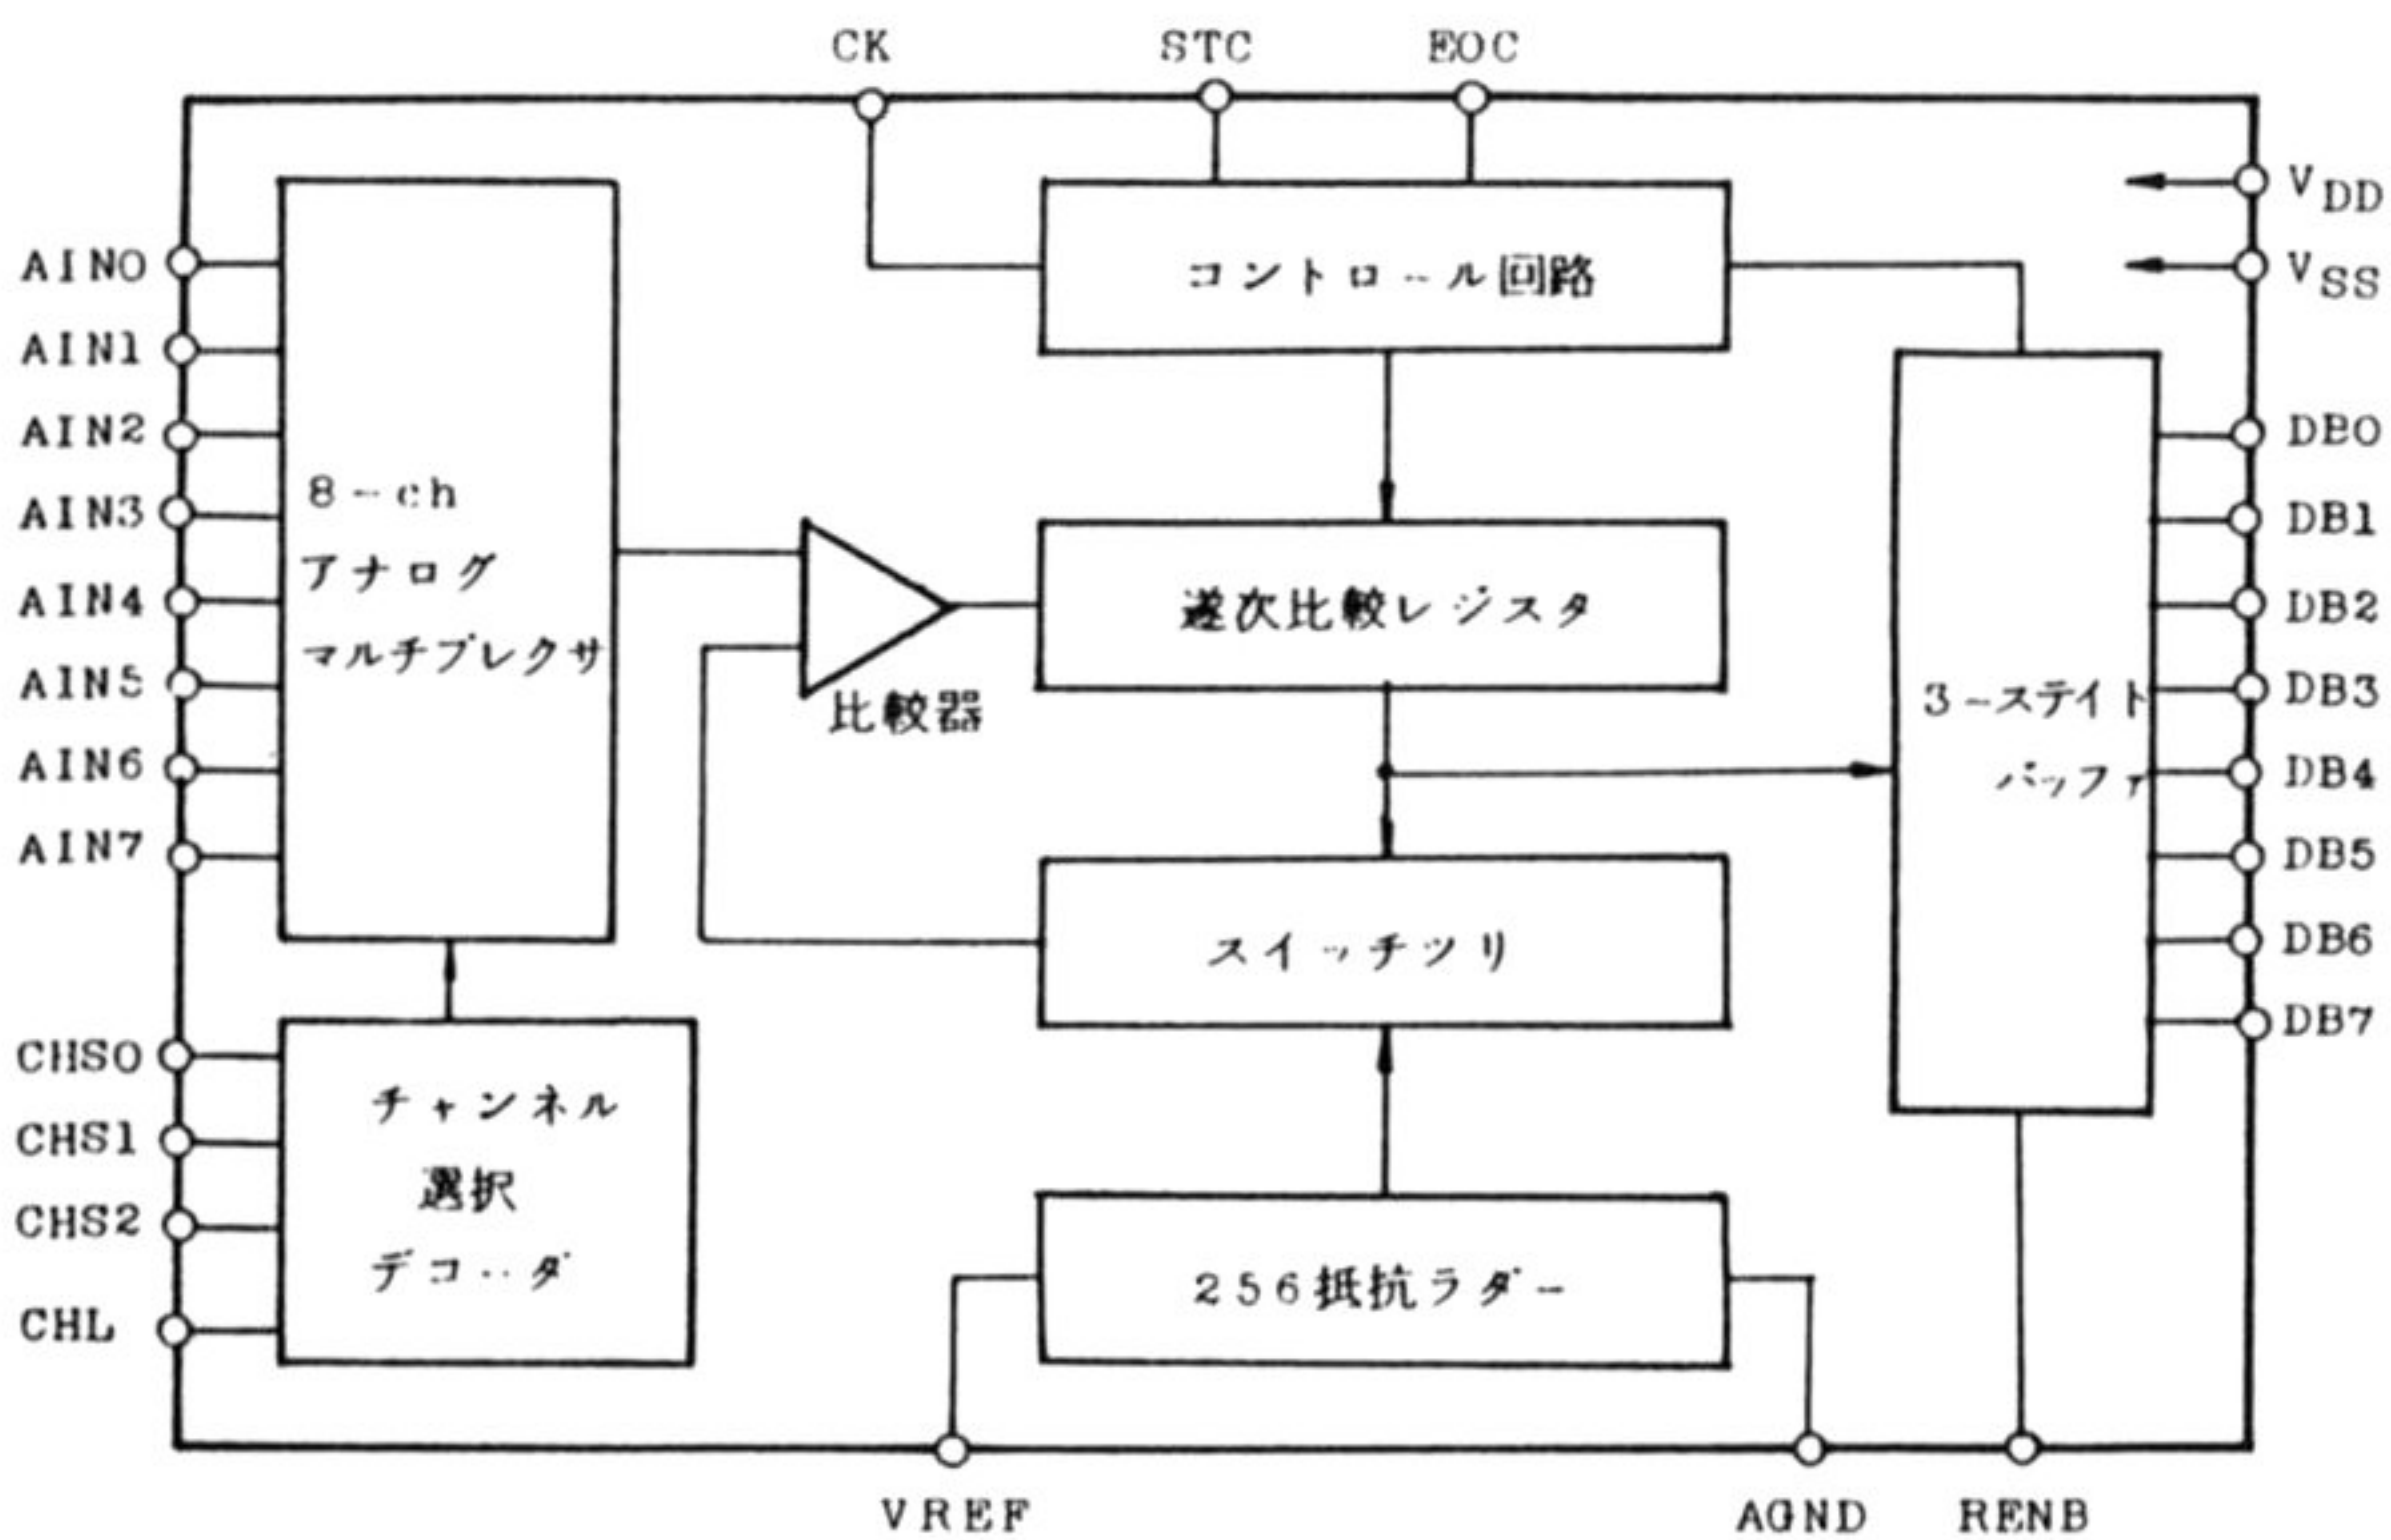 CK
STC
EOC
VDD
VSS
AIN0
AIN1
AIN2
AIN3
AIN4
AIN5
AIN6
AIN7
8-ch
アナログ
マルチプレクサ
コントロール回路
比較器
遂次比較レジスタ
スイッチツリ
256抵抗ラダー
3-ステイト
バッファ
DB0
DB1
DB2
DB3
DB4
DB5
DB6
DB7
CHS0
CHS1
CHS2
CHL
チャンネル
選択
デコーダ
VREF
AGND
RENB